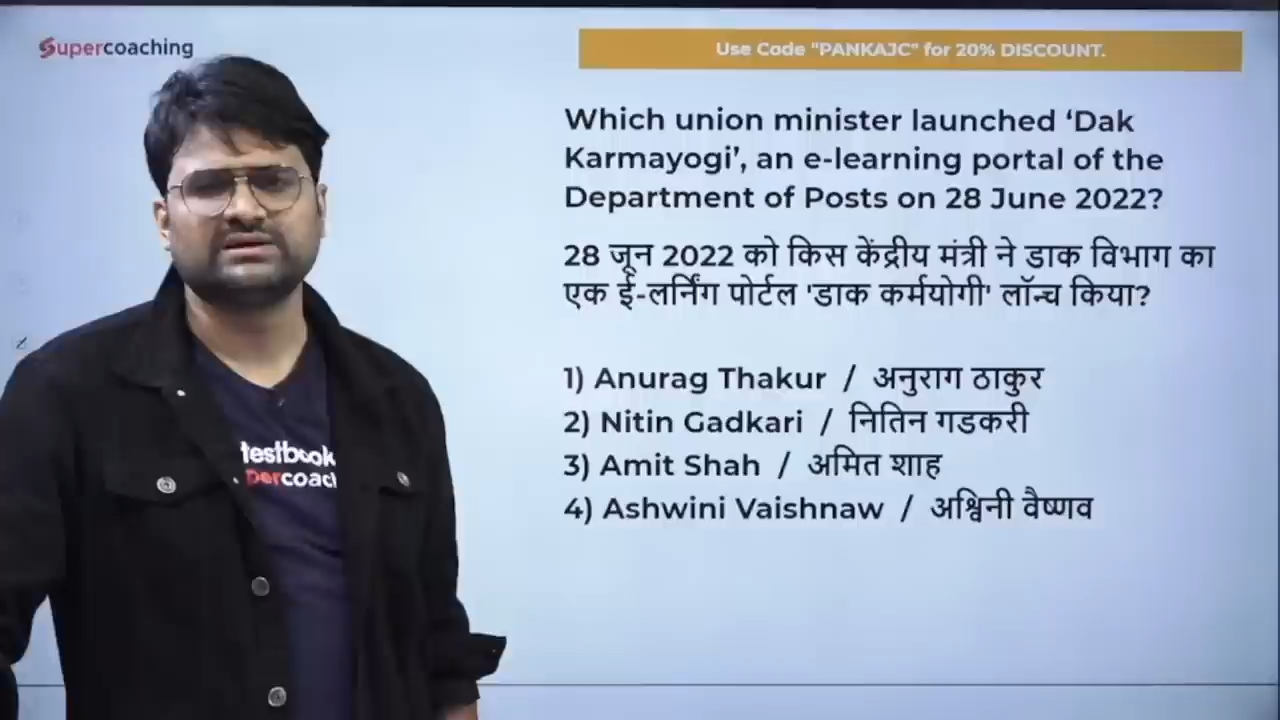 Supercoaching
Use Code "PANKAJC" for 20% DISCOUNT.
Which union minister launched ‘Dak
Karmayogi’, an e-learning portal of the
Department of Posts on 28 June 2022?
28 जून 2022 को किस केंद्रीय मंत्री ने डाक विभाग का
एक ई-लर्निंग पोर्टल 'डाक कर्मयोगी' लॉन्च किया?
1) Anurag Thakur / अनुराग ठाकुर
2) Nitin Gadkari / नितिन गडकरी
3) Amit Shah / अमित शाह
4) Ashwini Vaishnaw / अश्विनी वैष्णव
testbook
percoach